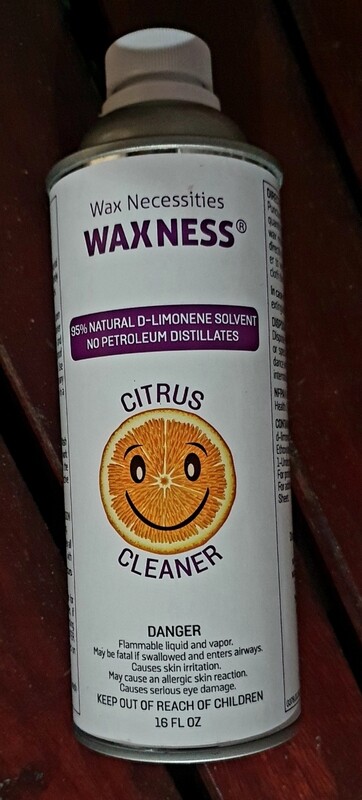 Wax Necessities
WAXNESS®
95% NATURAL D-LIMONENE SOLVENT
NO PETROLEUM DISTILLATES
CITRUS
CLEANER
DANGER
Flammable liquid and vapor.
May be fatal if swallowed and enters airways.
Causes skin irritation.
May cause an allergic skin reaction.
Causes serious eye damage.
KEEP OUT OF REACH OF CHILDREN
16 FL OZ